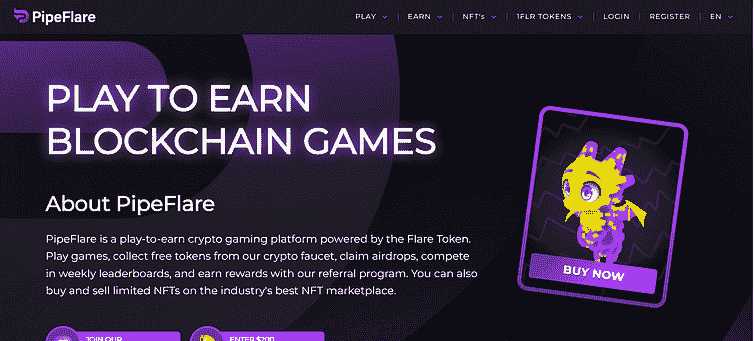 PipeFlare
PLAY
EARN
NFT's
1FLR TOKENS
LOGIN
REGISTER
EN
PLAY TO EARN
BLOCKCHAIN GAMES
About PipeFlare
PipeFlare is a play-to-earn crypto gaming platform powered by the Flare Token.
Play games, collect free tokens from our crypto faucet, claim airdrops, compete
in weekly leaderboards, and earn rewards with our referral program. You can also
buy and sell limited NFTs on the industry's best NFT marketplace.
BUY NOW
JOIN OUR
ENTER $200